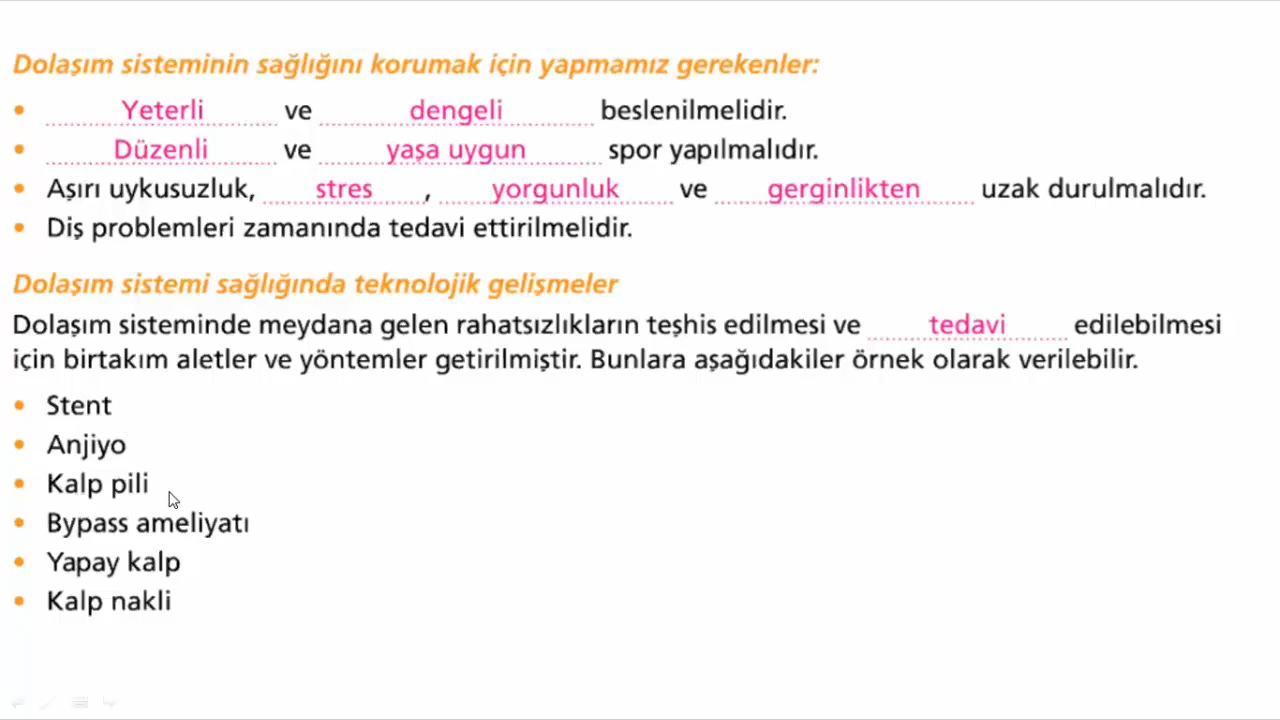 Dolaşım sisteminin sağlığını korumak için yapmamız gerekenler:
• Yeterli ve dengeli beslenilmelidir.
• Düzenli ve yaşa uygun spor yapılmalıdır.
• Aşırı uykusuzluk, stres, yorgunluk ve gerginlikten uzak durulmalıdır.
• Diş problemleri zamanında tedavi ettirilmelidir.
Dolaşım sistemi sağlığında teknolojik gelişmeler
Dolaşım sisteminde meydana gelen rahatsızlıkların teşhis edilmesi ve tedavi edilebilmesi
için birtakım aletler ve yöntemler getirilmiştir. Bunlara aşağıdakiler örnek olarak verilebilir.
• Stent
• Anjiyo
• Kalp pili
• Bypass ameliyatı
• Yapay kalp
• Kalp nakli